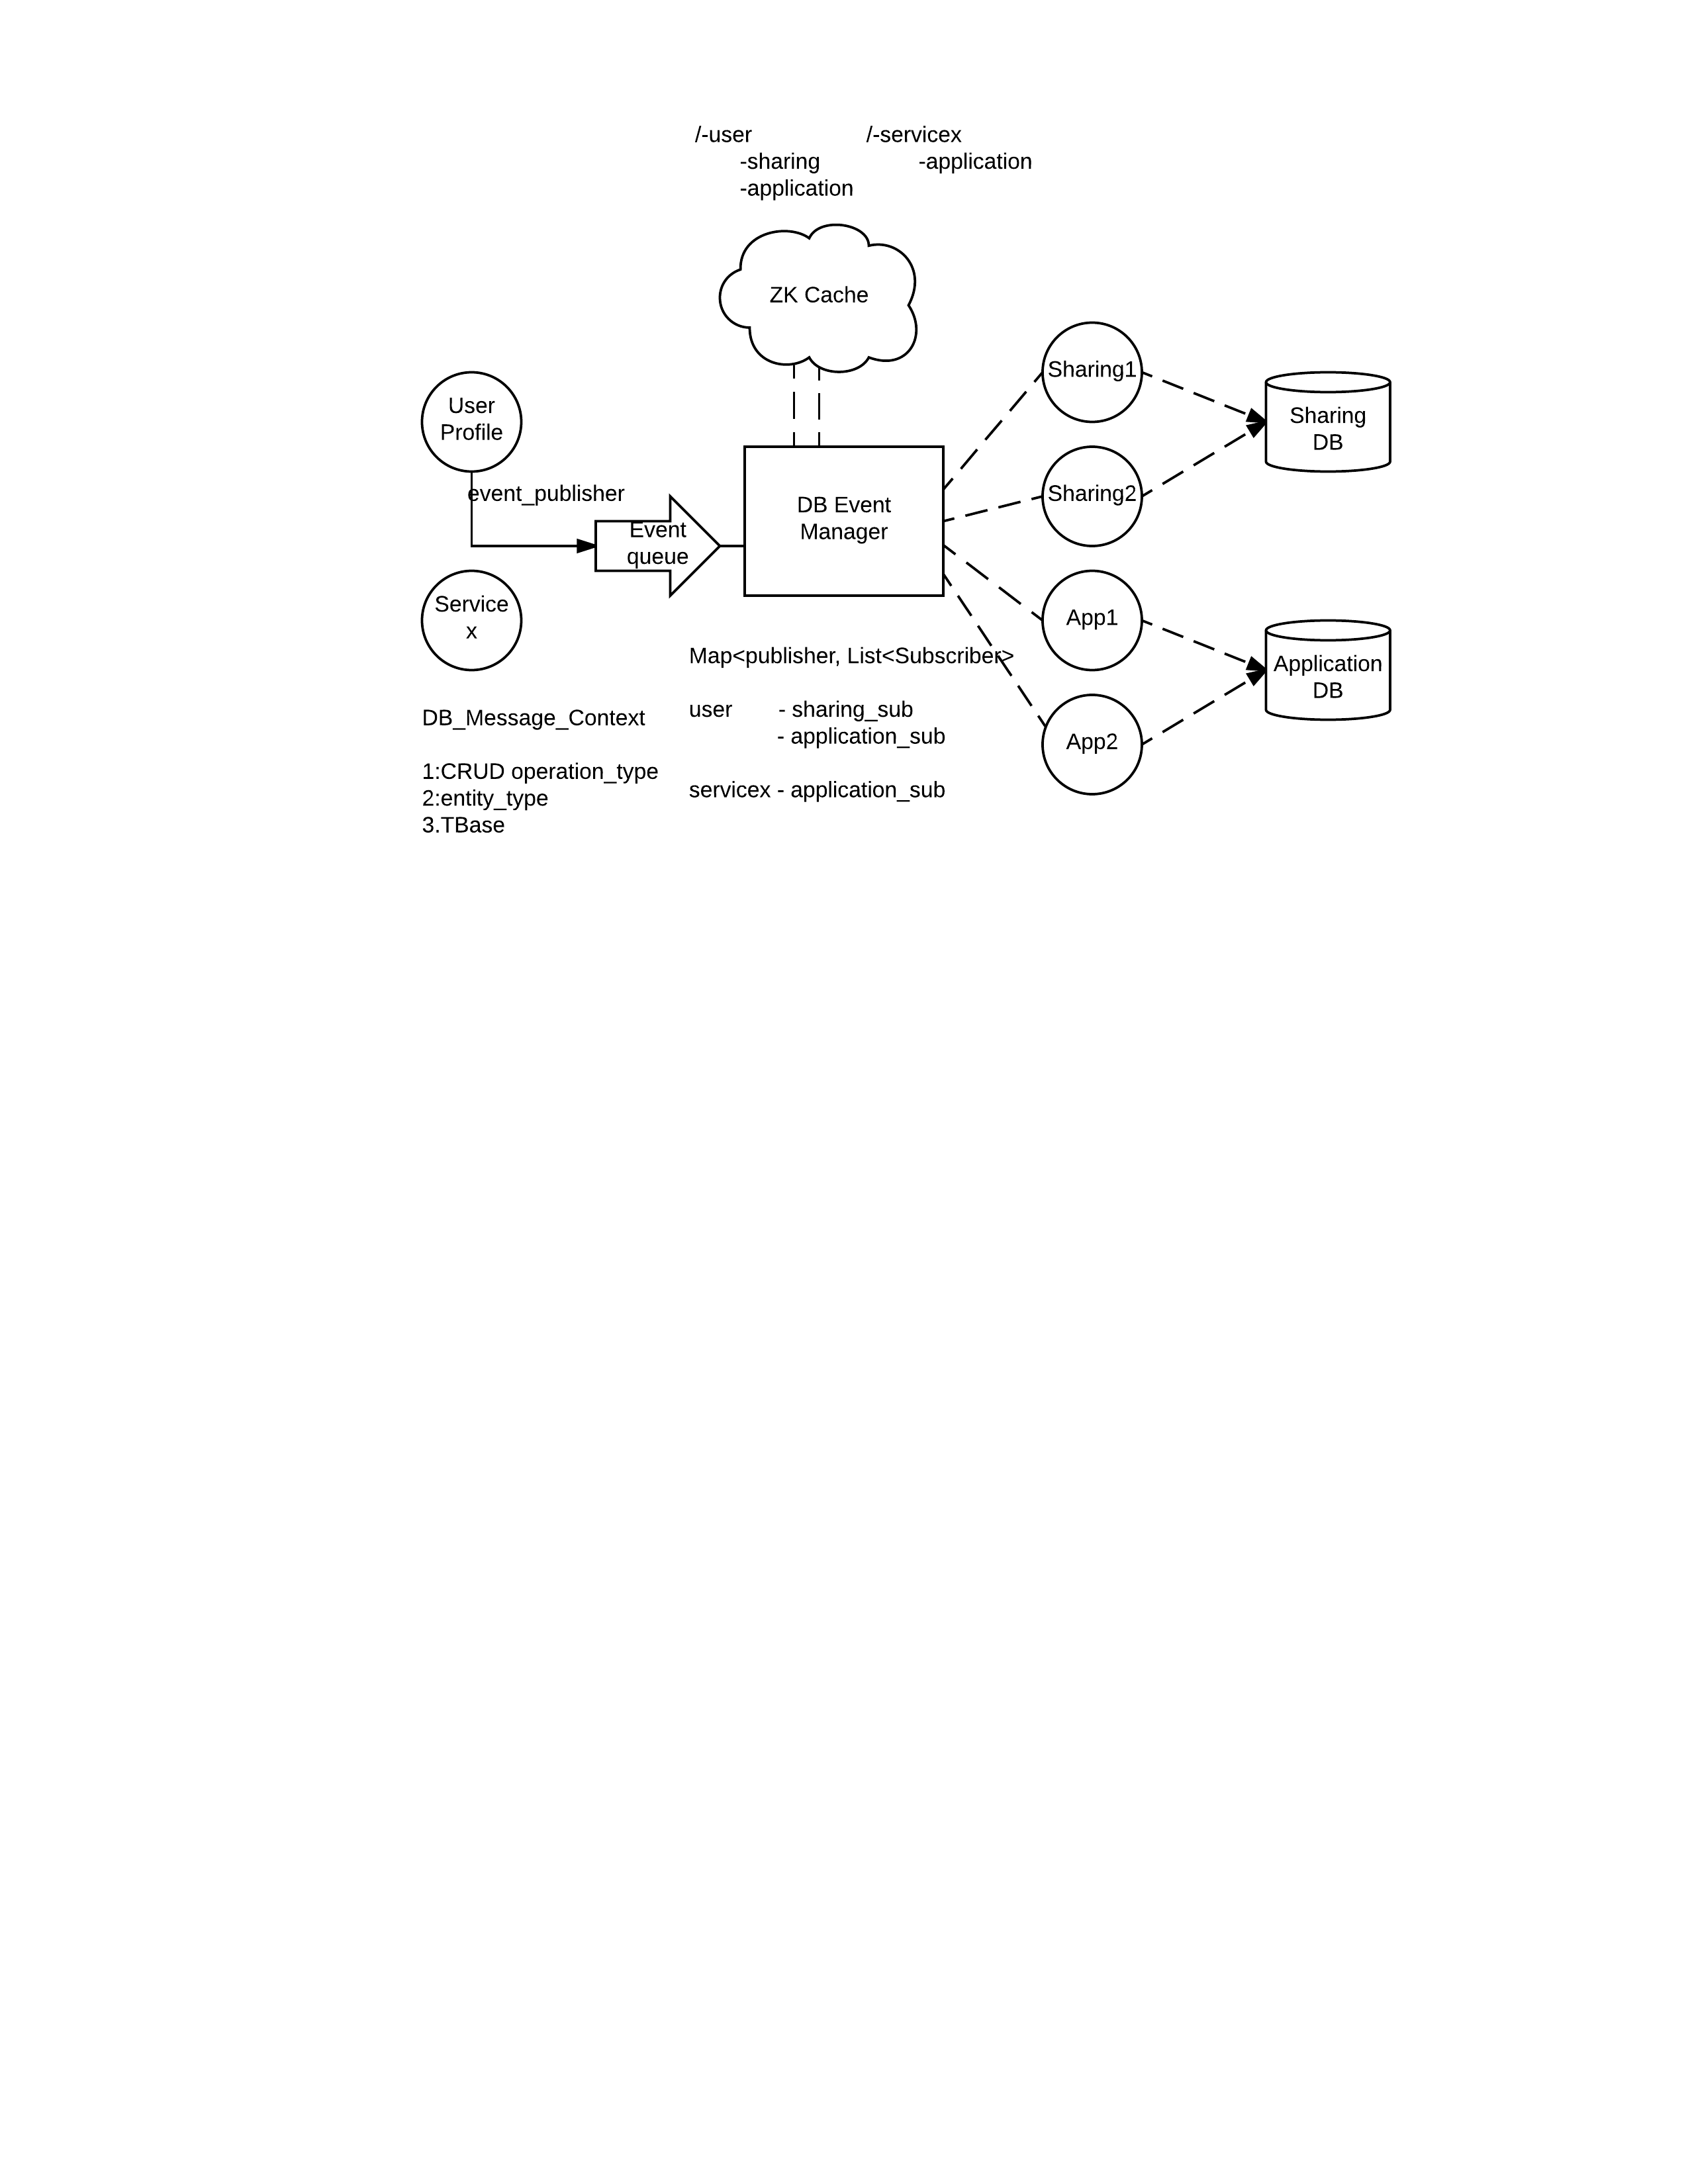 /-user
-sharing
-application
/-servicex
-application
ZK Cache
User
Profile
event_publisher
Event
queue
DB Event
Manager
Sharing1
Sharing2
Sharing
DB
Service
x
App1
App2
Application
DB
Map<publisher, List<Subscriber>
user - sharing_sub
- application_sub
servicex - application_sub
DB_Message_Context
1:CRUD operation_type
2:entity_type
3.TBase